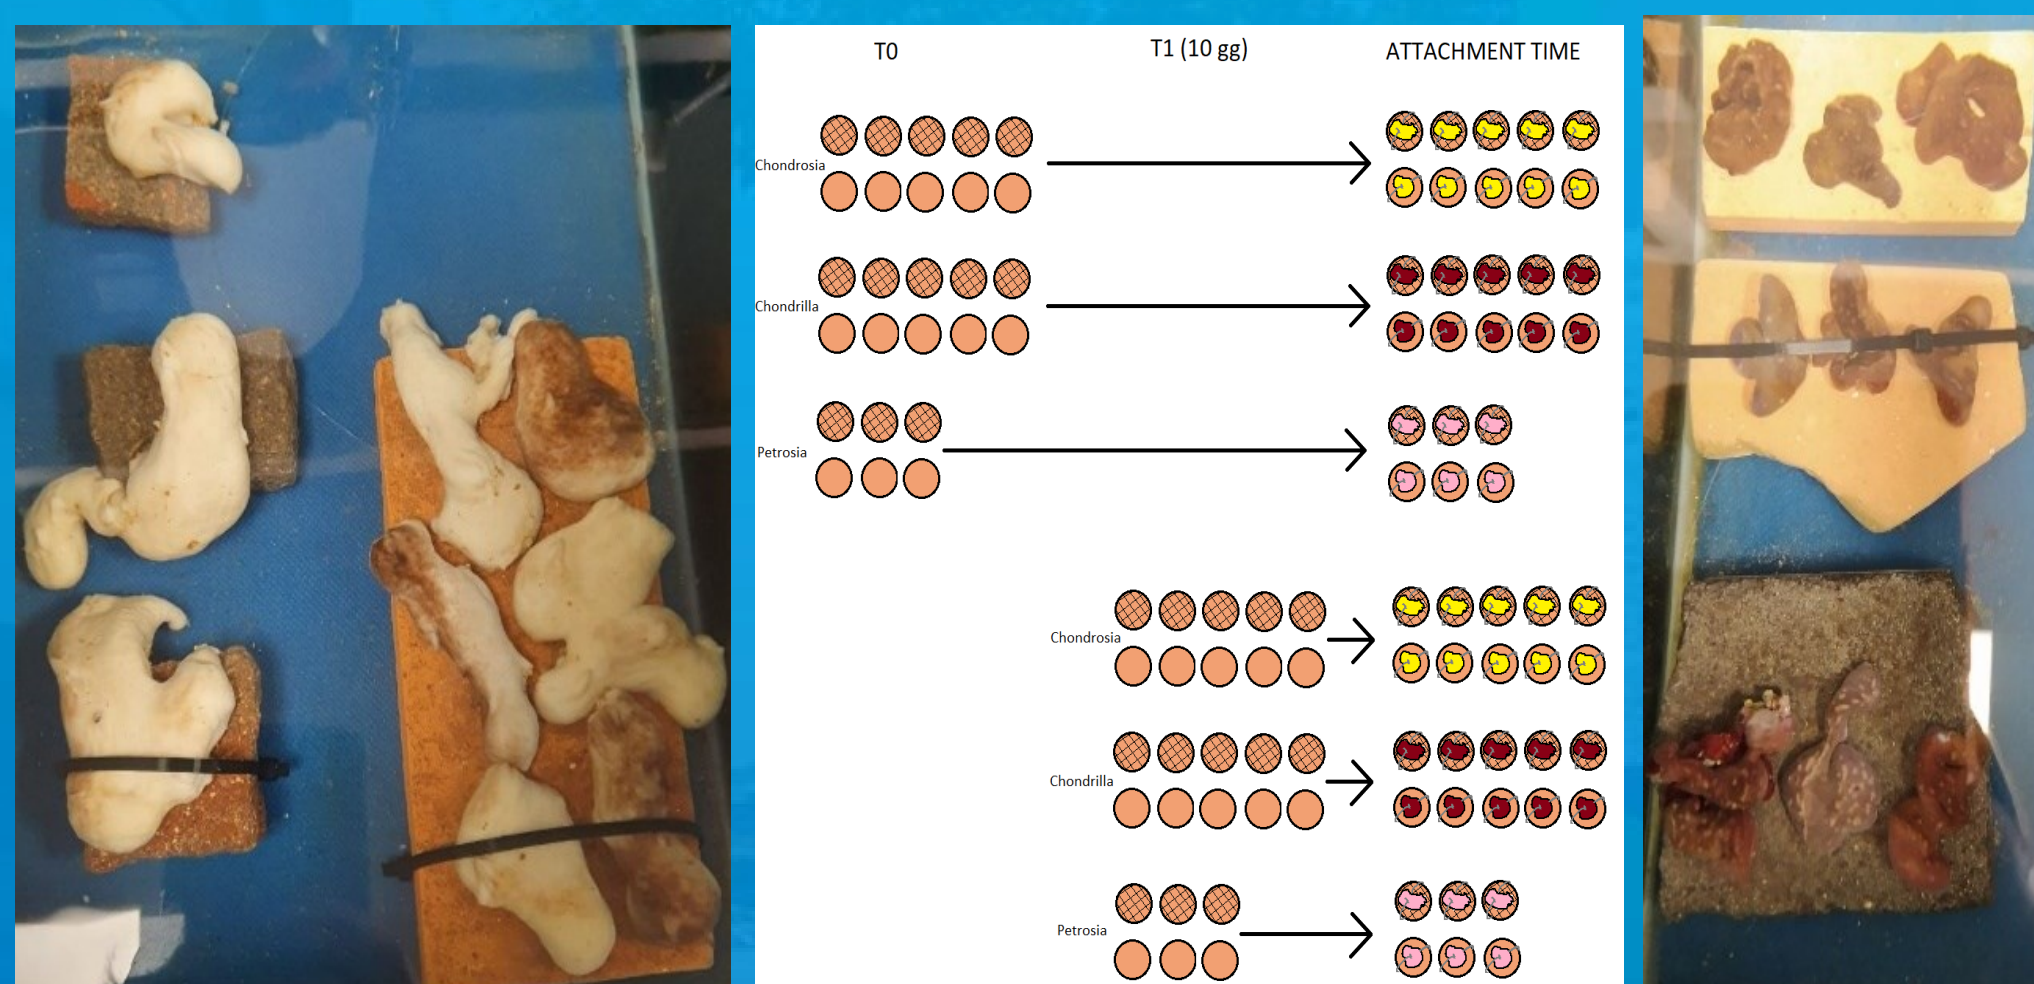 T0 T1 (10 gg) ATTACHMENT TIME
Chondrosia
Chondrilla
Petrosia
Chondrosia
Chondrilla
Petrosia